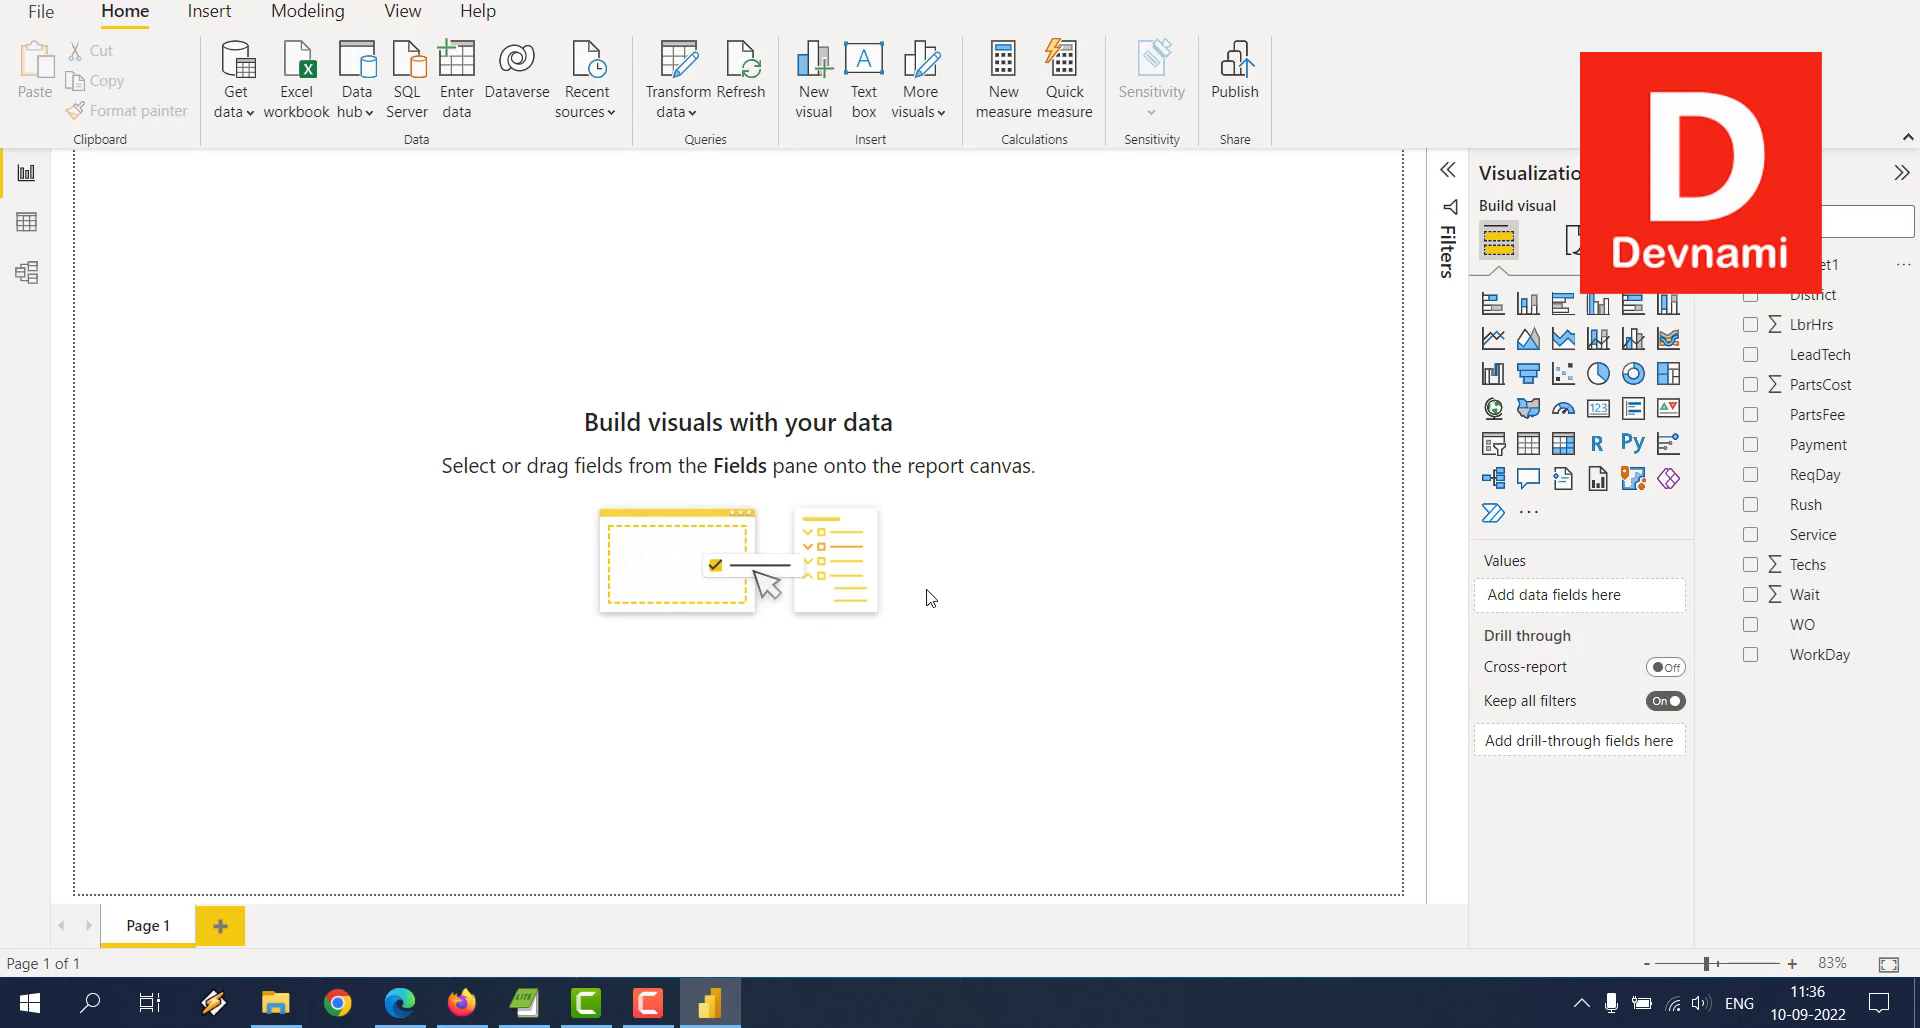 File Home Insert Modeling View Help
Paste
Cut
Copy
Format painter
Clipboard
Get data
Excel workbook
Data hub
SQL Server
Enter data
Dataverse
Recent sources
Data
Transform data
Refresh
Queries
New visual
Text box
More visuals
Insert
New measure
Quick measure
Calculations
Sensitivity
Sensitivity
Publish
Share
D
Devnami
Build visuals with your data
Select or drag fields from the Fields pane onto the report canvas.
Filters
Visualizatio
Build visual
123
R
Py
Values
Add data fields here
Drill through
Cross-report
Off
Keep all filters
On
Add drill-through fields here
et1
District
LbrHrs
LeadTech
PartsCost
PartsFee
Payment
ReqDay
Rush
Service
Techs
Wait
WO
WorkDay
Page 1
Page 1 of 1
83%
LITE
ENG
11:36
10-09-2022